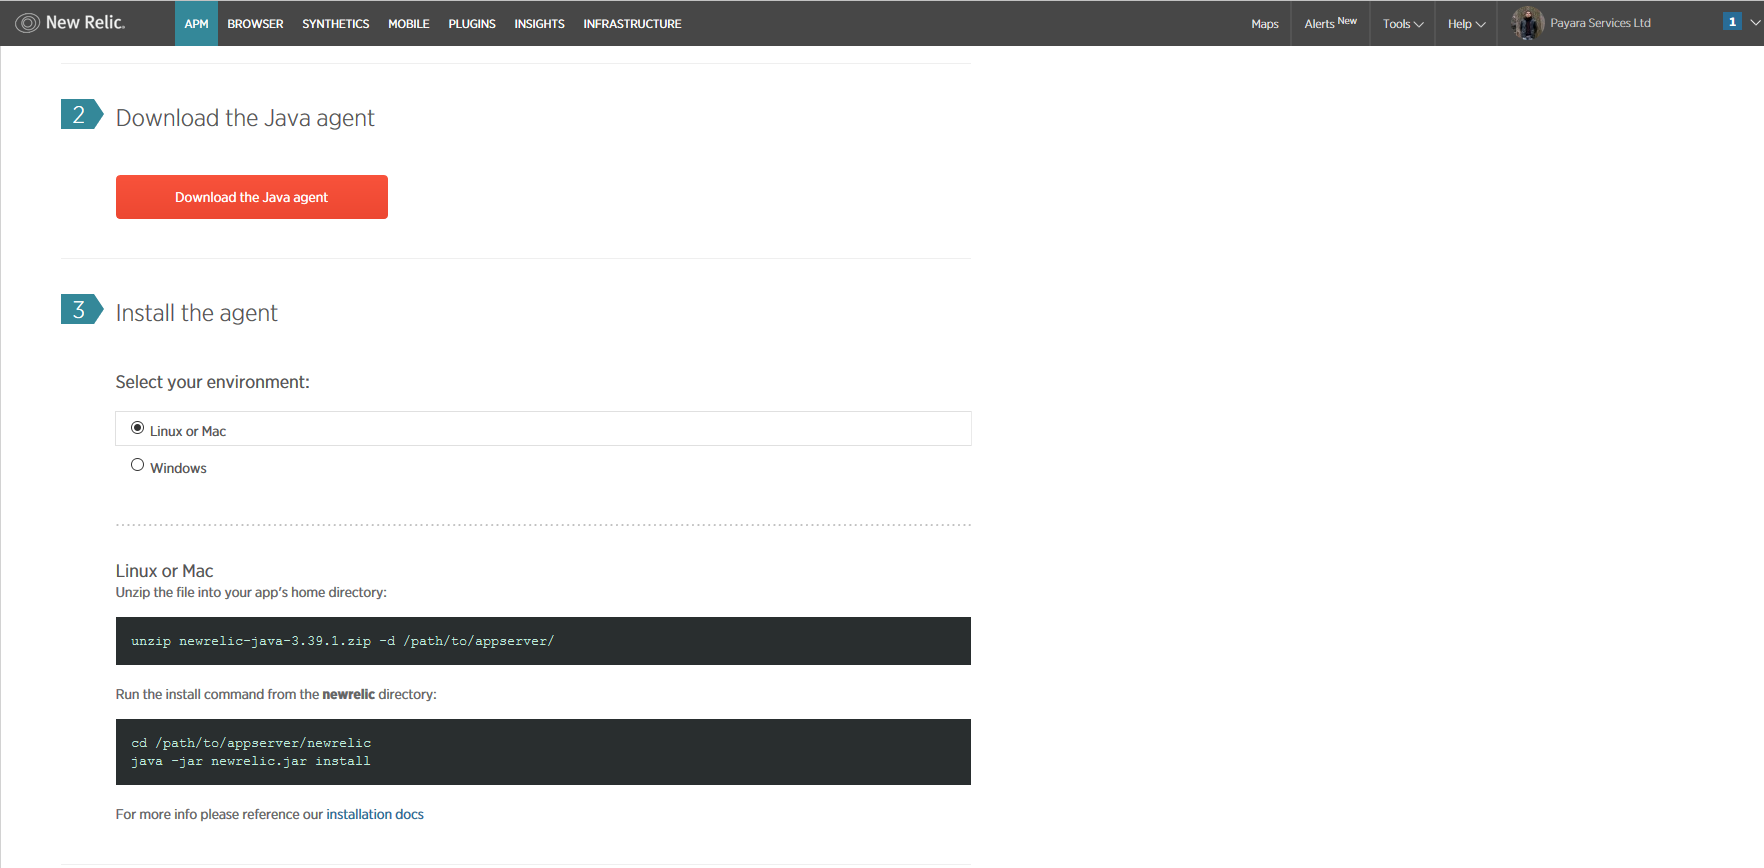 New Relic. APM BROWSER SYNTHETICS MOBILE PLUGINS INSIGHTS INFRASTRUCTURE Maps Alerts New Tools Help Payara Services Ltd 1
2 Download the Java agent
Download the Java agent
3 Install the agent
Select your environment:
Linux or Mac
Windows
Linux or Mac
Unzip the file into your app's home directory:
unzip newrelic-java-3.39.1.zip -d /path/to/appserver/
Run the install command from the newrelic directory:
cd /path/to/appserver/newrelic
java -jar newrelic.jar install
For more info please reference our installation docs